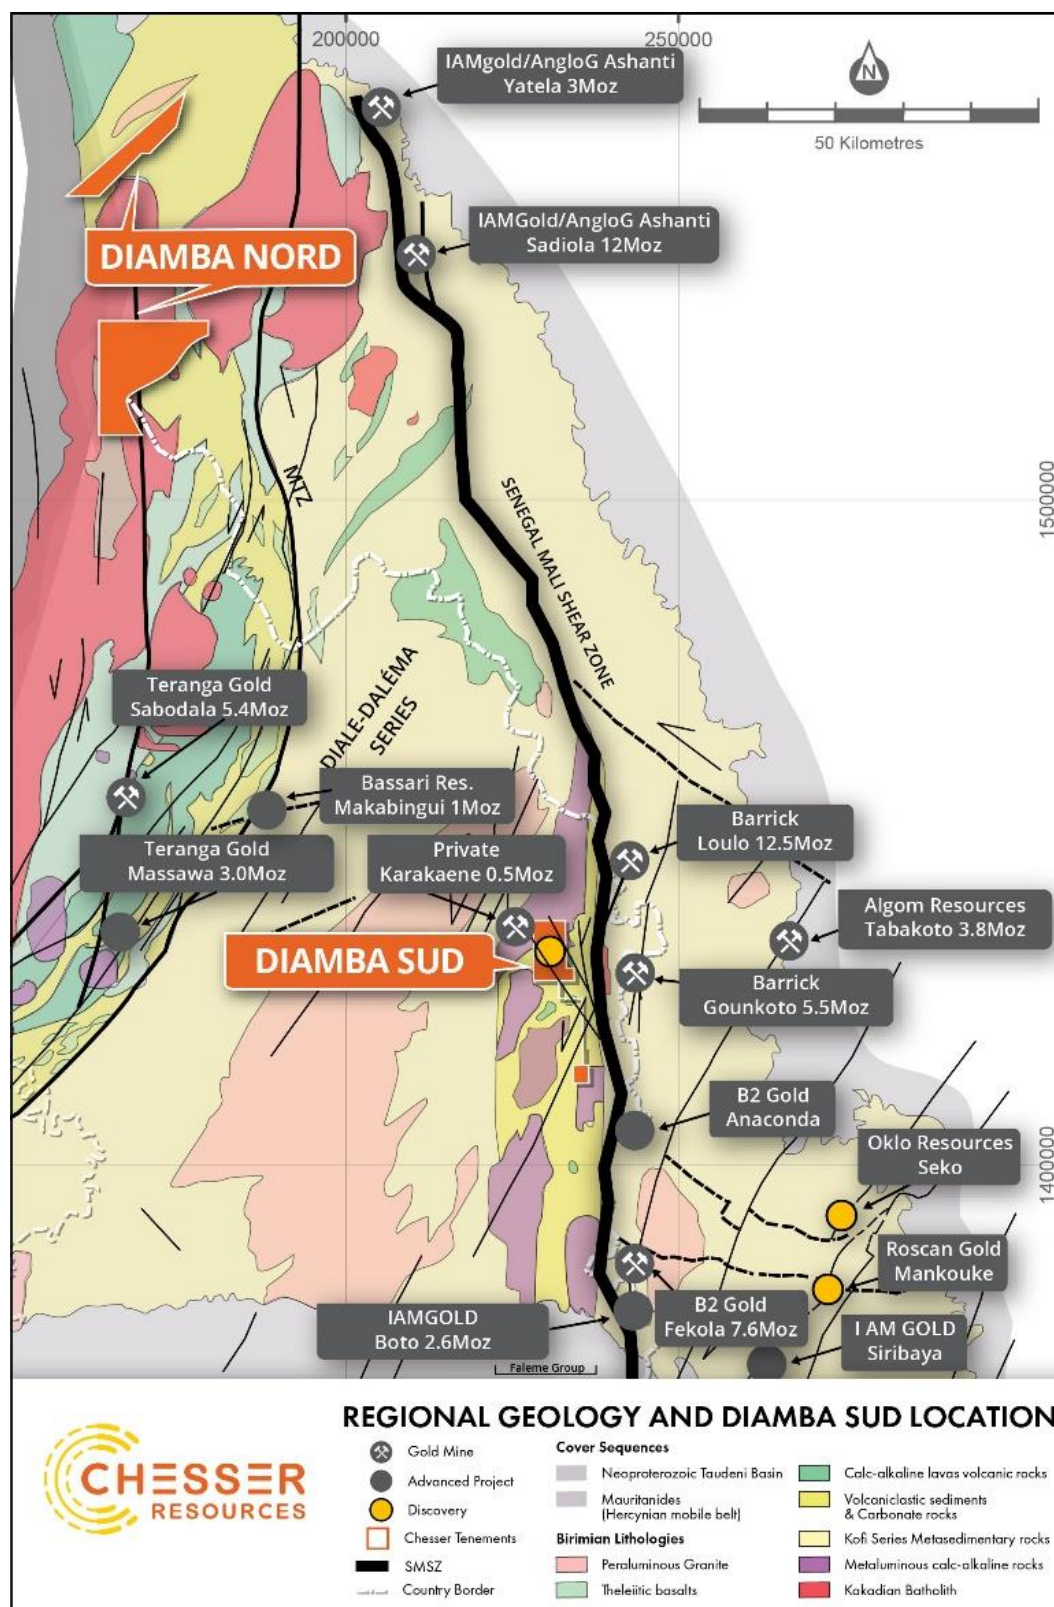 200000
250000
IAMgold/AngloG Ashanti
Yatela 3Moz
N
50 Kilometres
IAMGold/AngloG Ashanti
Sadiola 12Moz
DIAMBA NORD
MTZ
SENEGAL MALI SHEAR ZONE
1500000
DIALE-DALÉMA
SERIES
Teranga Gold
Sabodala 5.4Moz
Bassari Res.
Makabingui 1Moz
Barrick
Loulo 12.5Moz
Teranga Gold
Massawa 3.0Moz
Private
Karakaene 0.5Moz
Algom Resources
Tabakoto 3.8Moz
DIAMBA SUD
Barrick
Gounkoto 5.5Moz
B2 Gold
Anaconda
Oklo Resources
Seko
1400000
Roscan Gold
Mankouke
IAMGOLD
Boto 2.6Moz
B2 Gold
Fekola 7.6Moz
I AM GOLD
Siribaya
Faleme Group
REGIONAL GEOLOGY AND DIAMBA SUD LOCATION
CHESSER
RESOURCES
Gold Mine
Advanced Project
Discovery
Chesser Tenements
SMSZ
Country Border
Cover Sequences
Neoproterozoic Taudeni Basin
Mauritanides
(Hercynian mobile belt)
Birimian Lithologies
Peraluminous Granite
Theleiitic basalts
Calc-alkaline lavas volcanic rocks
Volcaniclastic sediments
& Carbonate rocks
Kofi Series Metasedimentary rocks
Metaluminous calc-alkaline rocks
Kakadian Batholith